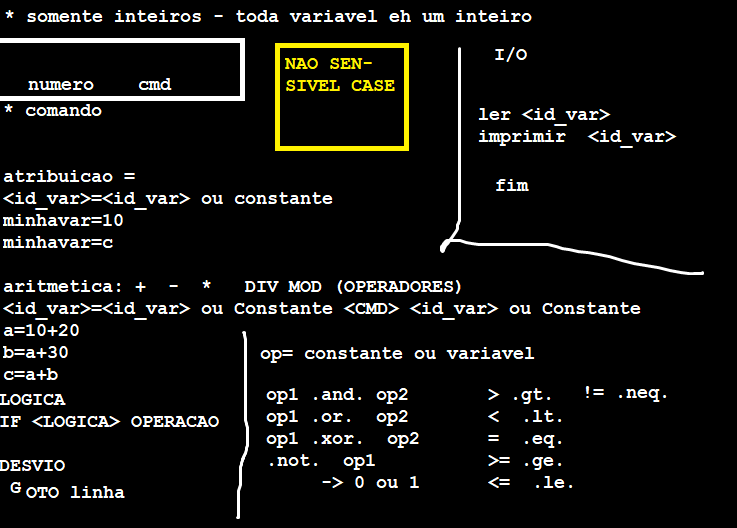 * somente inteiros - toda variavel eh um inteiro
numero cmd
NAO SEN-
SIVEL CASE
I/O
ler <id_var>
imprimir <id_var>
fim
* comando
atribuicao =
<id_var>=<id_var> ou constante
minhavar=10
minhavar=c
aritmetica: + - * DIV MOD (OPERADORES)
<id_var>=<id_var> ou Constante <CMD> <id_var> ou Constante
a=10+20
b=a+30
c=a+b
LOGICA
IF <LOGICA> OPERACAO
DESVIO
GOTO linha
op= constante ou variavel
op1 .and. op2 > .gt. != .neq.
op1 .or. op2 < .lt.
op1 .xor. op2 = .eq.
.not. op1 >= .ge.
-> 0 ou 1 <= .le.